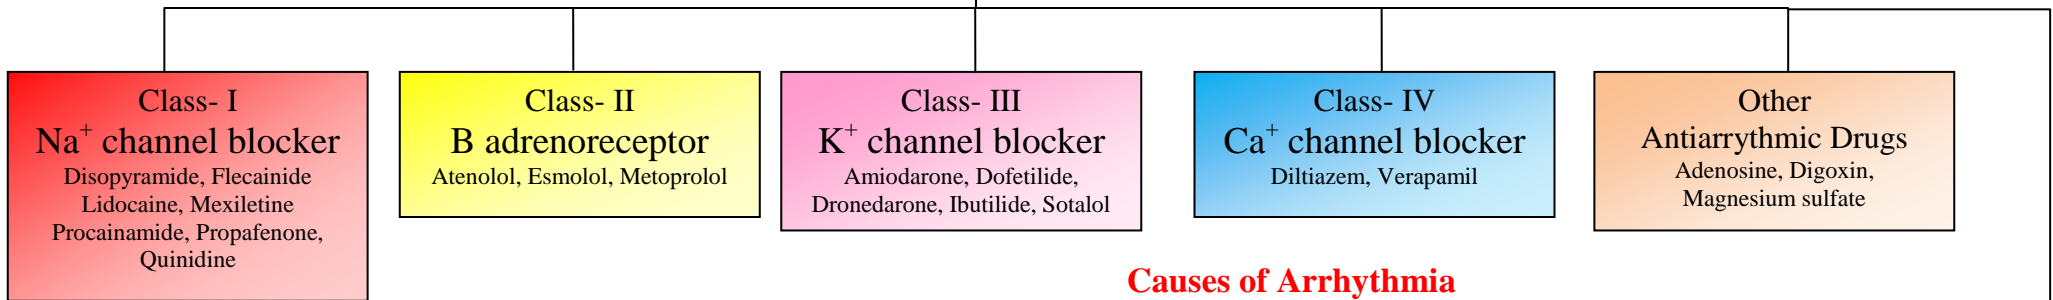 Class- I
Na⁺ channel blocker
Disopyramide, Flecainide
Lidocaine, Mexiletine
Procainamide, Propafenone,
Quinidine
Class- II
B adrenoreceptor
Atenolol, Esmolol, Metoprolol
Class- III
K⁺ channel blocker
Amiodarone, Dofetilide,
Dronedarone, Ibutilide, Sotalol
Class- IV
Ca⁺ channel blocker
Diltiazem, Verapamil
Other
Antiarrythmic Drugs
Adenosine, Digoxin,
Magnesium sulfate
Causes of Arrhythmia